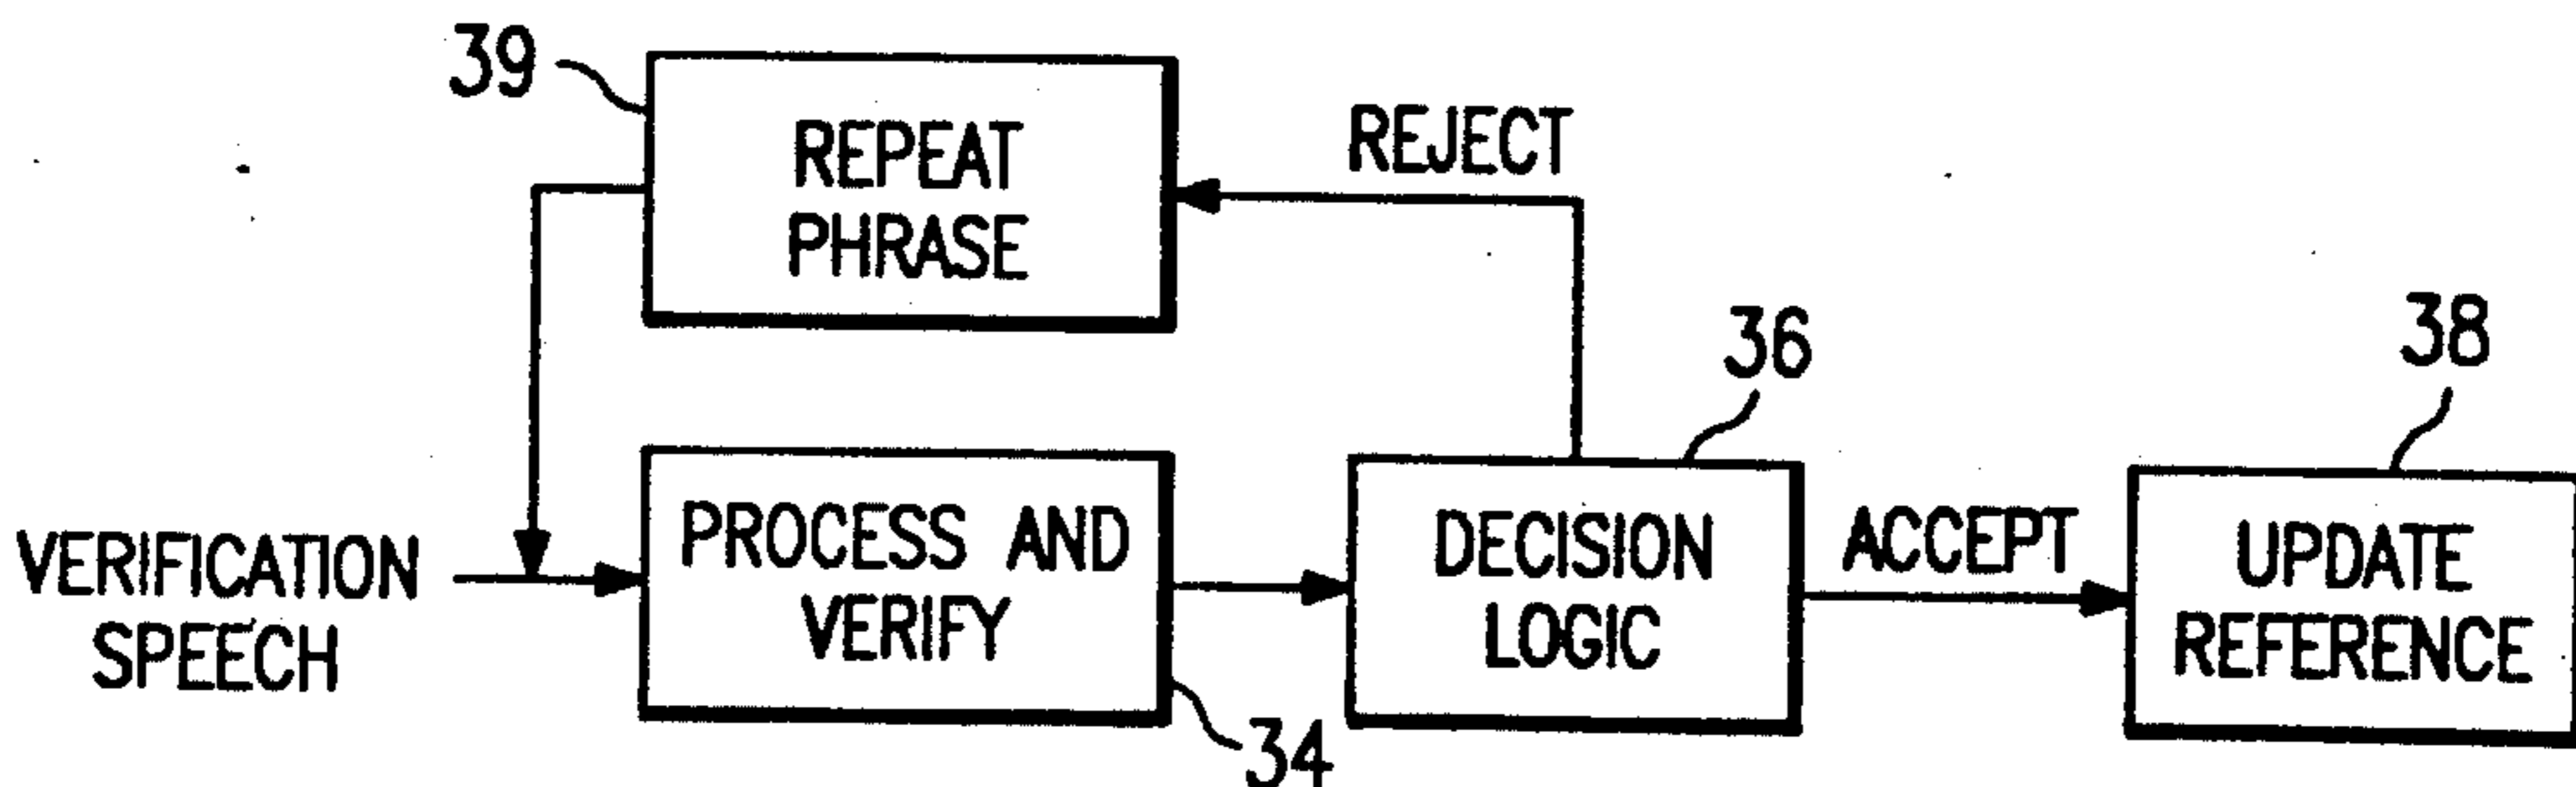 39
REPEAT
PHRASE
REJECT
36
38
VERIFICATION
SPEECH
PROCESS AND
VERIFY
34
DECISION
LOGIC
ACCEPT
UPDATE
REFERENCE